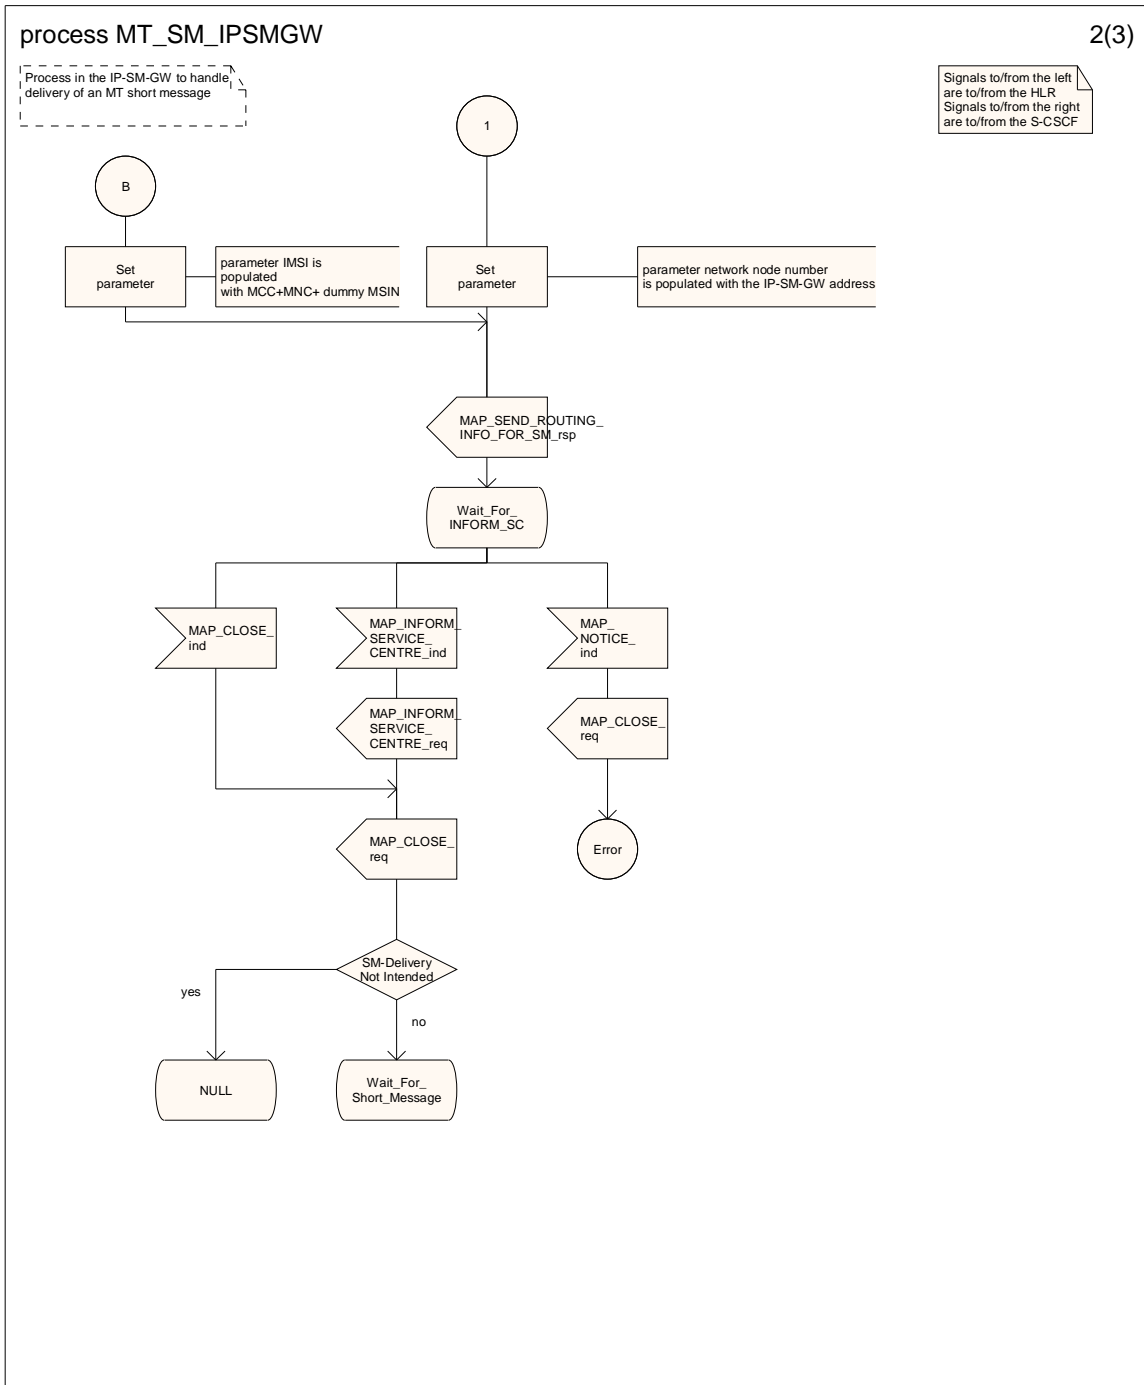 process MT_SM_IPSMGW
2(3)
Process in the IP-SM-GW to handle
delivery of an MT short message
Signals to/from the left
are to/from the HLR
Signals to/from the right
are to/from the S-CSCF
1
B
Set
parameter
parameter IMSI is
populated
with MCC+MNC+ dummy MSIN
Set
parameter
parameter network node number
is populated with the IP-SM-GW address
MAP_SEND_ROUTING_
INFO_FOR_SM_rsp
Wait_For_
INFORM_SC
MAP_CLOSE_
ind
MAP_INFORM_
SERVICE_
CENTRE_ind
MAP_
NOTICE_
ind
MAP_INFORM_
SERVICE_
CENTRE_req
MAP_CLOSE_
req
MAP_CLOSE_
req
Error
SM-Delivery
Not Intended
yes
no
NULL
Wait_For_
Short_Message